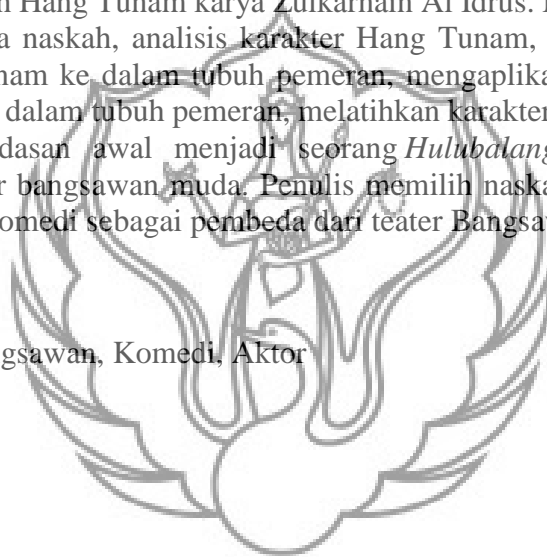 n Hang Tunam karya Zulkarnain Al Idrus.
a naskah, analisis karakter Hang Tunam,
nam ke dalam tubuh pemeran, mengaplika
dalam tubuh pemeran, melatihkan karakter
dasan awal menjadi seorang Hulubalang
r bangsawan muda. Penulis memilih naska
omedi sebagai pembeda dari teater Bangsa
gsawan, Komedi, Aktor